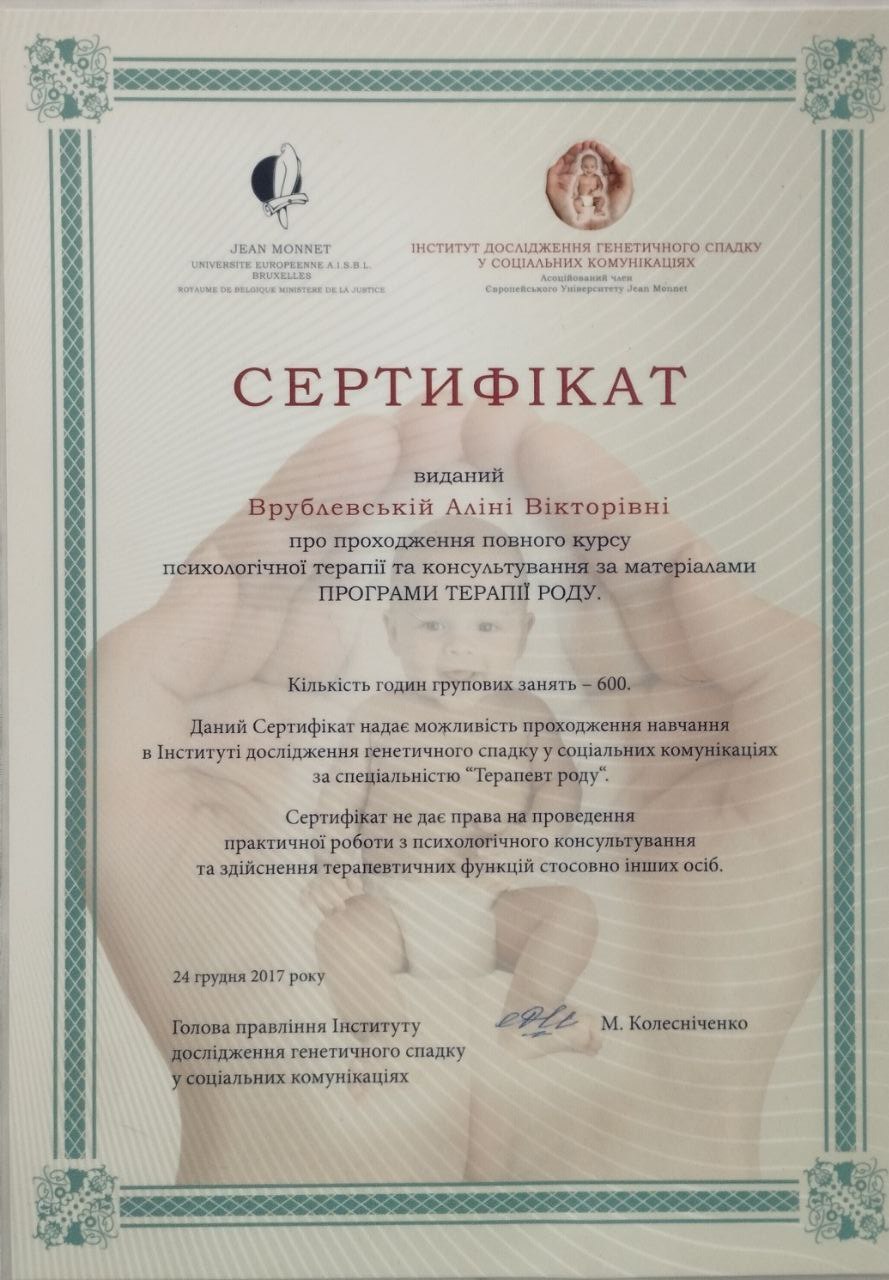 JEAN MONNET
UNIVERSITE EUROPEENNE A.I.S.B.L.
BRUXELLES
ROYAUME DE BELGIQUE MINISTERE DE LA JUSTICE
ІНСТИТУТ ДОСЛІДЖЕННЯ ГЕНЕТИЧНОГО СПАДКУ
У СОЦІАЛЬНИХ КОМУНІКАЦІЯХ
Асоційований член
Європейського Університету Jean Monnet
СЕРТИФІКАТ
виданий
Врублевській Аліні Вікторівні
про проходження повного курсу
психологічної терапії та консультування за матеріалами
ПРОГРАМИ ТЕРАПІЇ РОДУ.
Кількість годин групових занять – 600.
Даний Сертифікат надає можливість проходження навчання
в Інституті дослідження генетичного спадку у соціальних комунікаціях
за спеціальністю “Терапевт роду“.
Сертифікат не дає права на проведення
практичної роботи з психологічного консультування
та здійснення терапевтичних функцій стосовно інших осіб.
24 грудня 2017 року
Голова правління Інституту
дослідження генетичного спадку
у соціальних комунікаціях
М. Колесніченко